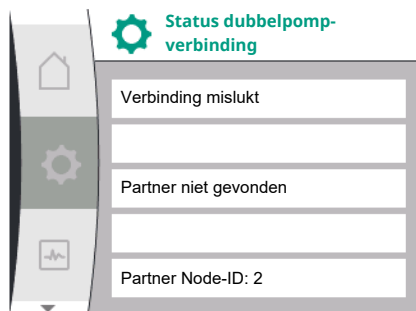 Status dubbelpomp-
verbinding
Verbinding mislukt
Partner niet gevonden
Partner Node-ID: 2